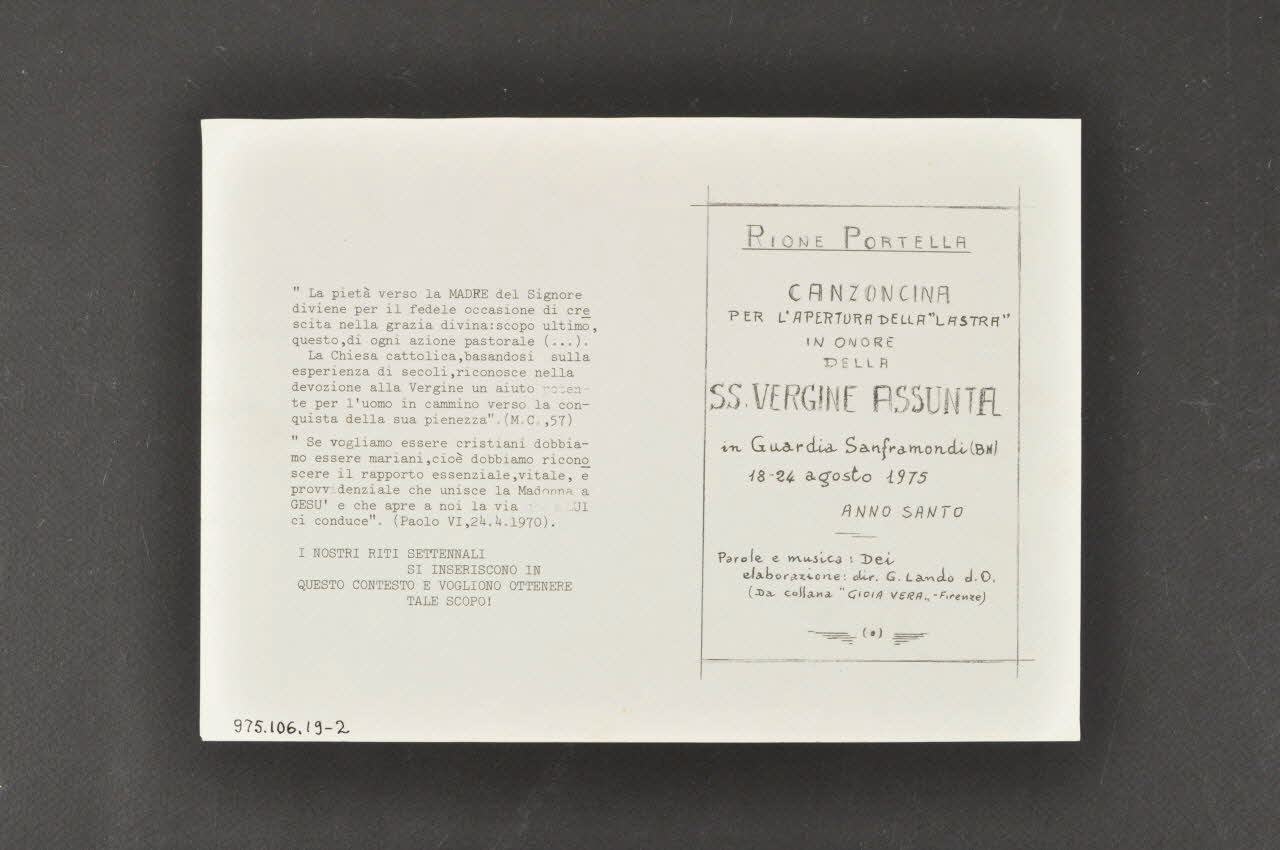 " La pietà verso la MADRE del Signore
diviene per il fedele occasione di cre
scita nella grazia divina:scopo ultimo,
questo,di ogni azione pastorale (...).
La Chiesa cattolica,basandosi sulla
esperienza di secoli,riconosce nella
devozione alla Vergine un aiuto poten-
te per l'uomo in cammino verso la con-
quista della sua pienezza".(M.C.,57)
" Se vogliamo essere cristiani dobbia-
mo essere mariani,cioè dobbiamo ricono
scere il rapporto essenziale,vitale, e
provvidenziale che unisce la Madonna a
GESU' e che apre a noi la via LUI
ci conduce". (Paolo VI,24.4.1970).
I NOSTRI RITI SETTENNALI
SI INSERISCONO IN
QUESTO CONTESTO E VOGLIONO OTTENERE
TALE SCOPO!
975.106.19-2
RIONE PORTELLA
CANZONCINA
PER L'APERTURA DELLA "LASTRA"
IN ONORE
DELLA
SS. VERGINE ASSUNTA
in Guardia Sanframondi (BN)
18-24 agosto 1975
ANNO SANTO
Parole e musica: Dei
elaborazione: dir. G. Lando d.O.
(Da collana "GIOIA VERA„ - Firenze)
(•)